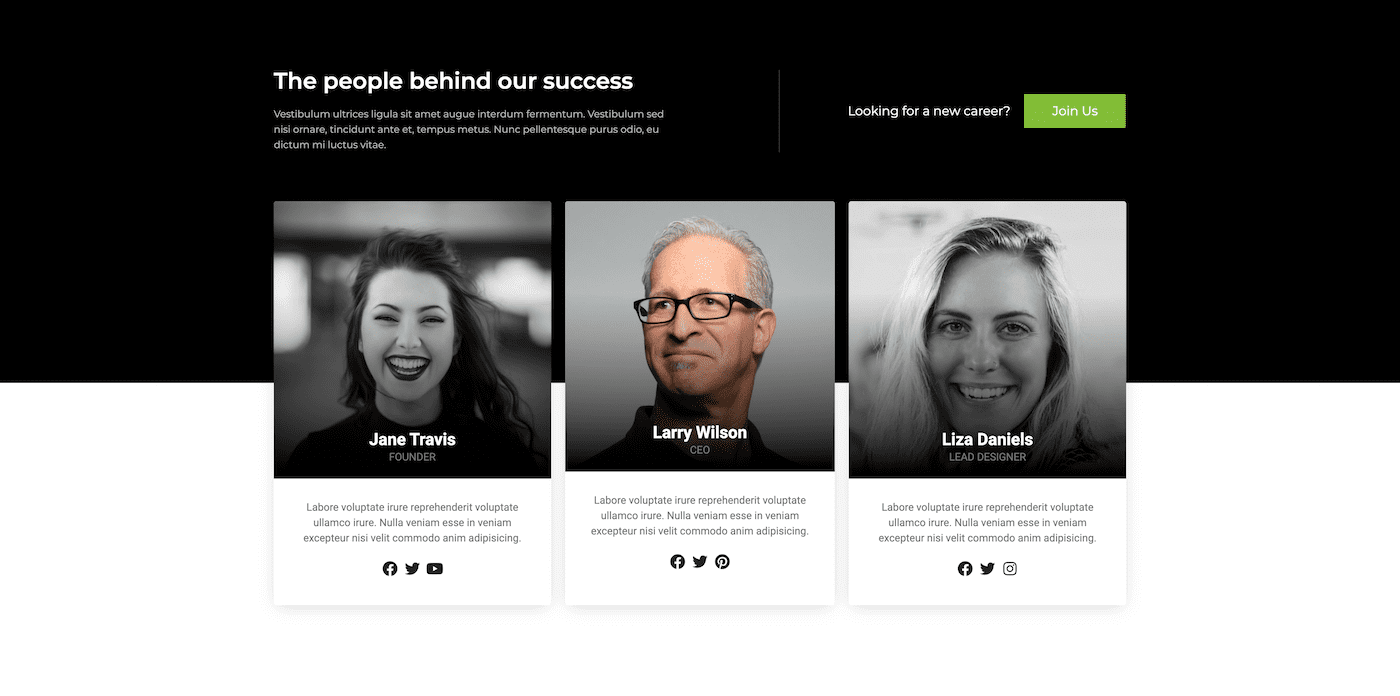 The people behind our success
Vestibulum ultrices ligula sit amet augue interdum fermentum. Vestibulum sed
nisi ornare, tincidunt ante et, tempus metus. Nunc pellentesque purus odio, eu
dictum mi luctus vitae.
Looking for a new career?
Join Us
Jane Travis
FOUNDER
Labore voluptate irure reprehenderit voluptate
ullamco irure. Nulla veniam esse in veniam
excepteur nisi velit commodo anim adipisicing.
Larry Wilson
CEO
Labore voluptate irure reprehenderit voluptate
ullamco irure. Nulla veniam esse in veniam
excepteur nisi velit commodo anim adipisicing.
Liza Daniels
LEAD DESIGNER
Labore voluptate irure reprehenderit voluptate
ullamco irure. Nulla veniam esse in veniam
excepteur nisi velit commodo anim adipisicing.